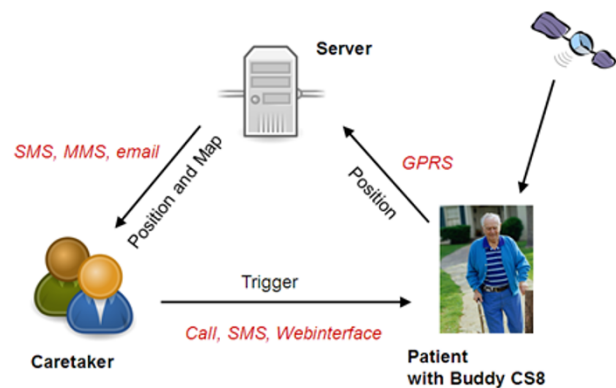 Server
SMS, MMS, email
GPRS
Position and Map
Position
Trigger
Call, SMS, Webinterface
Caretaker
Patient
with Buddy CS8